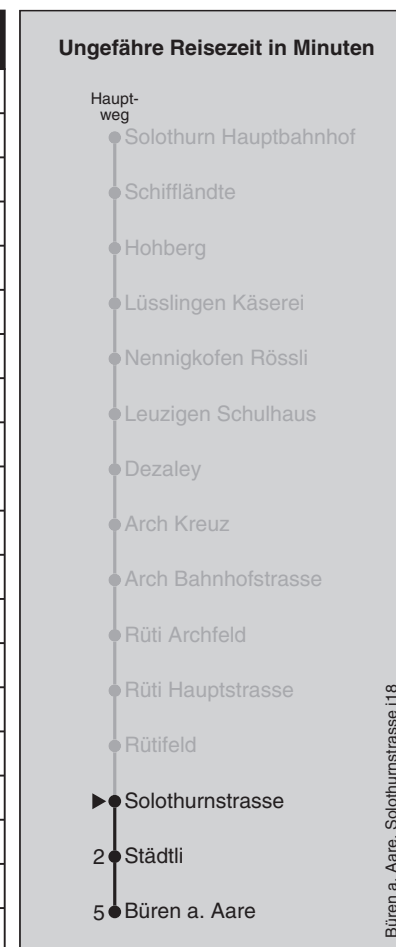 Ungefähre Reisezeit in Minuten
Haupt-
weg
Solothurn Hauptbahnhof
Schiffländte
Hohberg
Lüsslingen Käserei
Nennigkofen Rössli
Leuzigen Schulhaus
Dezaley
Arch Kreuz
Arch Bahnhofstrasse
Rüti Archfeld
Rüti Hauptstrasse
Rütifeld
Solothurnstrasse
2 Städtli
5 Büren a. Aare
Büren a. Aare, Solothurnstrasse j18